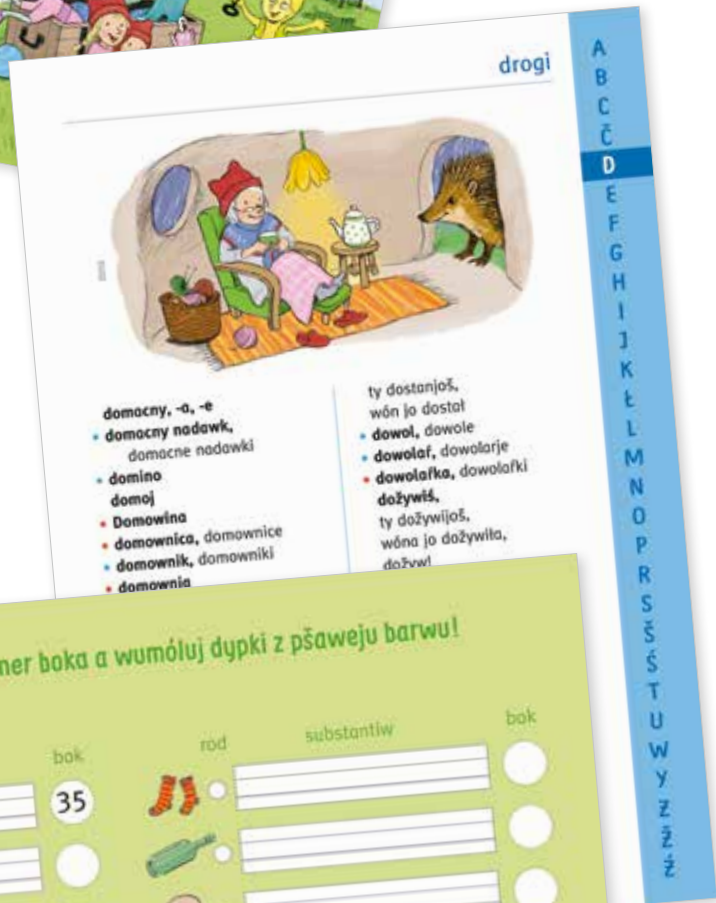 drogi
domacny, -a, -e
• domacny nadawk,
domacne nadawki
• domino
domoj
• Domowina
• domownica, domownice
• domownik, domowniki
• domownia
ty dostanjoš,
wón jo dostał
• dowol, dowole
• dowolaŕ, dowolarje
• dowolaŕka, dowolaŕki
dožywiś,
ty dožywijoš,
wóna jo dožywiła,
dožyw!
A
B
C
Č
D
E
F
G
H
I
J
K
Ł
L
M
N
O
P
R
S
Š
Ś
T
U
W
Y
Z
Ž
Ź
boka a wumóluj dypki z pšaweju barwu!
bok
rod
substantiw
bok
35